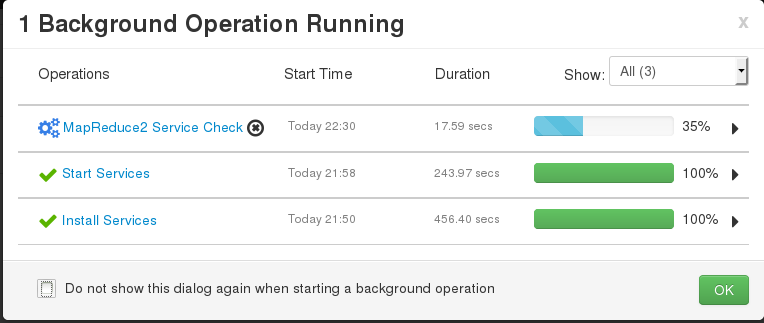 1 Background Operation Running
x
Operations Start Time Duration Show: All (3)
MapReduce2 Service Check Today 22:30 17.59 secs 35%
Start Services Today 21:58 243.97 secs 100%
Install Services Today 21:50 456.40 secs 100%
Do not show this dialog again when starting a background operation
OK